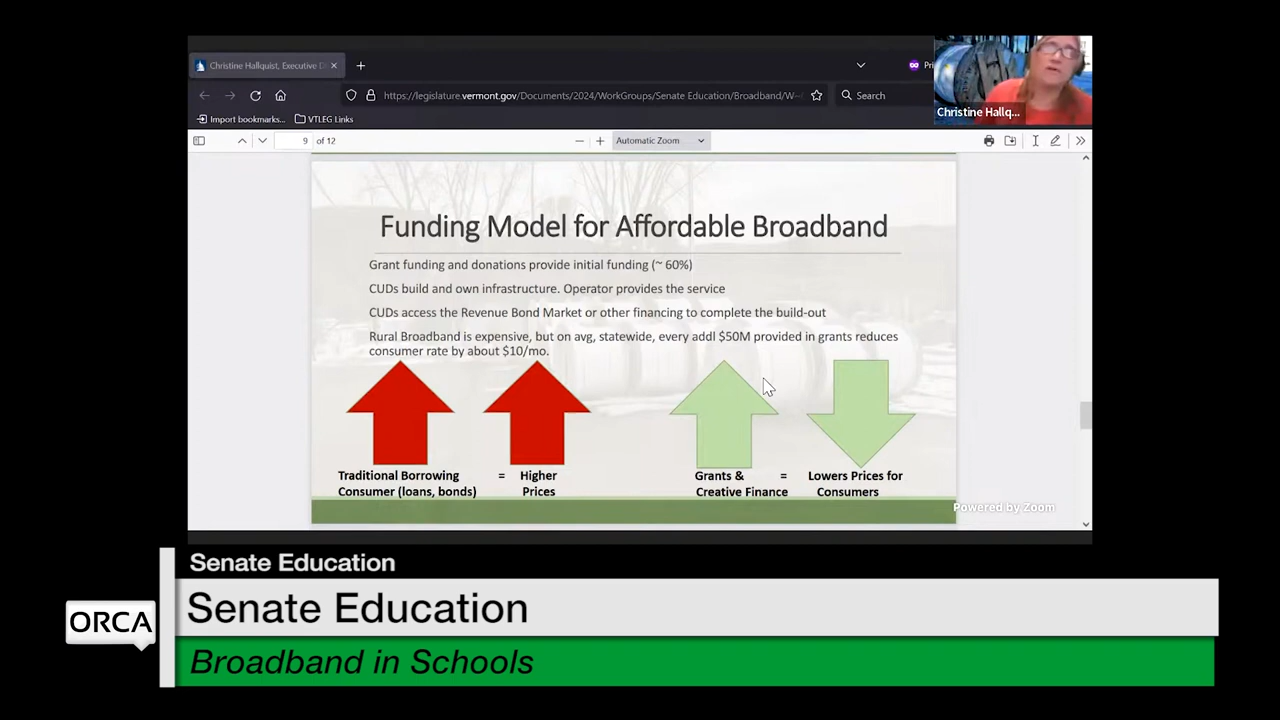 Christine Hallquist, Executive D
Pri
https://legislature.vermont.gov/Documents/2024/WorkGroups/Senate Education/Broadband/W
Search
Christine Hallq...
Import bookmarks...
VTLEG Links
9 of 12
Automatic Zoom
Funding Model for Affordable Broadband
Grant funding and donations provide initial funding (~ 60%)
CUDs build and own infrastructure. Operator provides the service
CUDs access the Revenue Bond Market or other financing to complete the build-out
Rural Broadband is expensive, but on avg, statewide, every addl $50M provided in grants reduces
consumer rate by about $10/mo.
Traditional Borrowing = Higher
Consumer (loans, bonds) Prices
Grants & = Lowers Prices for
Creative Finance Consumers
Powered by Zoom
Senate Education
ORCA
Senate Education
Broadband in Schools